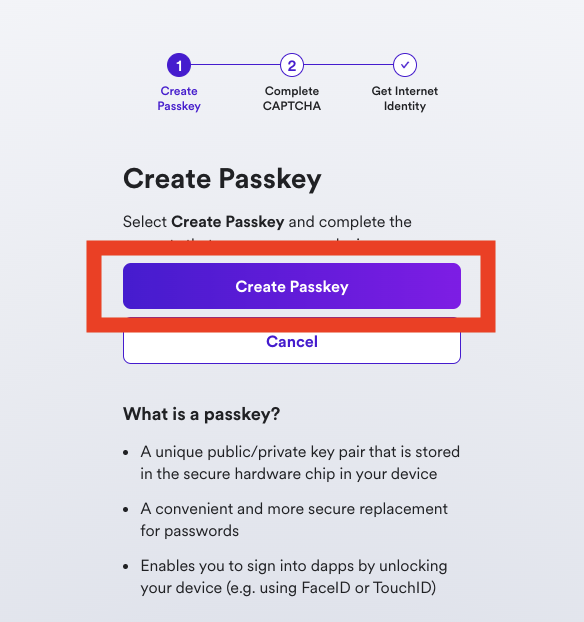 1
2
Create
Passkey
Complete
CAPTCHA
Get Internet
Identity
Create Passkey
Select Create Passkey and complete the
Create Passkey
Cancel
What is a passkey?
• A unique public/private key pair that is stored
in the secure hardware chip in your device
• A convenient and more secure replacement
for passwords
• Enables you to sign into dapps by unlocking
your device (e.g. using FaceID or TouchID)